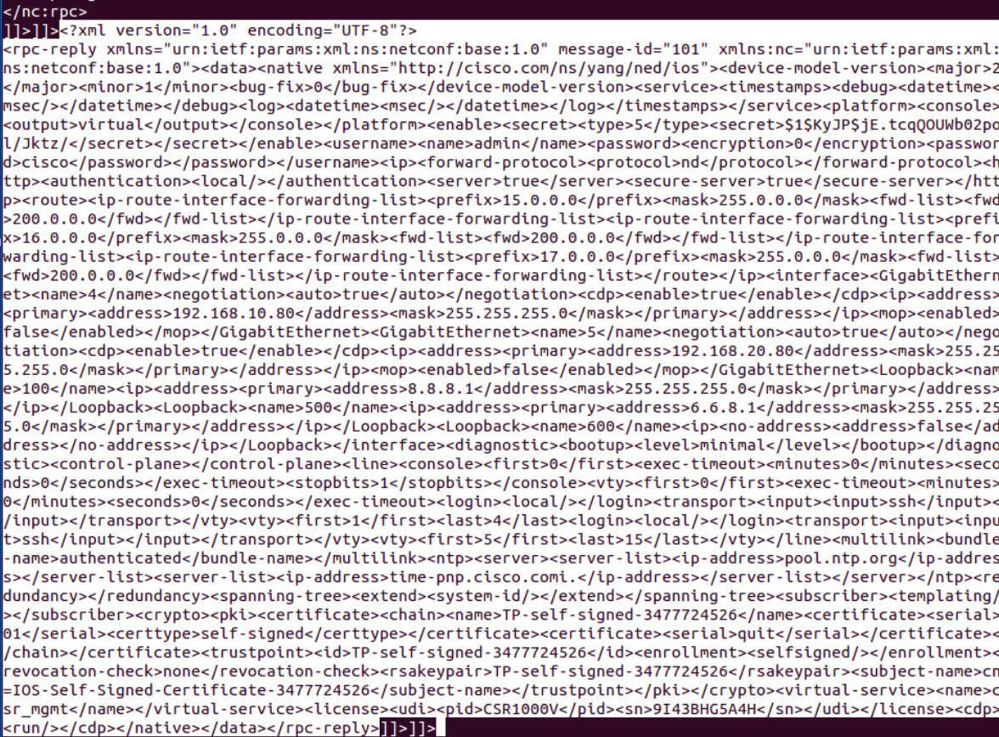 </nc:rpc>
]]>]]><?xml version="1.0" encoding="UTF-8"?>
<rpc-reply xmlns="urn:ietf:params:xml:ns:netconf:base:1.0" message-id="101" xmlns:nc="urn:ietf:params:xml:
ns:netconf:base:1.0"><data><native xmlns="http://cisco.com/ns/yang/ned/ios"><device-model-version><major>2
</major><minor>1</minor><bug-fix>0</bug-fix></device-model-version><service><timestamps><debug><datetime><
msec/></datetime></debug><log><datetime><msec/></datetime></log></timestamps></service><platform><console>
<output>virtual</output></console></platform><enable><secret><type>5</type><secret>$1$KyJP$jE.tcqQOUWb02po
l/Jktz/</secret></secret></enable><username><name>admin</name><password><encryption>0</encryption><passwor
d>cisco</password></password></username><ip><forward-protocol><protocol>nd</protocol></forward-protocol><h
ttp><authentication><local/></authentication><server>true</server><secure-server>true</secure-server></htt
p><route><ip-route-interface-forwarding-list><prefix>15.0.0.0</prefix><mask>255.0.0.0</mask><fwd-list><fwd
>200.0.0.0</fwd></fwd-list></ip-route-interface-forwarding-list><ip-route-interface-forwarding-list><prefi
x>16.0.0.0</prefix><mask>255.0.0.0</mask><fwd-list><fwd>200.0.0.0</fwd></fwd-list></ip-route-interface-for
warding-list><ip-route-interface-forwarding-list><prefix>17.0.0.0</prefix><mask>255.0.0.0</mask><fwd-list>
<fwd>200.0.0.0</fwd></fwd-list></ip-route-interface-forwarding-list></route></ip><interface><GigabitEthern
et><name>4</name><negotiation><auto>true</auto></negotiation><cdp><enable>true</enable></cdp><ip><address>
<primary><address>192.168.10.80</address><mask>255.255.255.0</mask></primary></address></ip><mop><enabled>
false</enabled></mop></GigabitEthernet><GigabitEthernet><name>5</name><negotiation><auto>true</auto></nego
tiation><cdp><enable>true</enable></cdp><ip><address><primary><address>192.168.20.80</address><mask>255.25
5.255.0</mask></primary></address></ip><mop><enabled>false</enabled></mop></GigabitEthernet><Loopback><nam
e>100</name><ip><address><primary><address>8.8.8.1</address><mask>255.255.255.0</mask></primary></address>
</ip></Loopback><Loopback><name>500</name><ip><address><primary><address>6.6.8.1</address><mask>255.255.25
5.0</mask></primary></address></ip></Loopback><Loopback><name>600</name><ip><no-address><address>false</ad
dress></no-address></ip></Loopback></interface><diagnostic><bootup><level>minimal</level></bootup></diagno
stic><control-plane></control-plane><line><console><first>0</first><exec-timeout><minutes>0</minutes><seco
nds>0</seconds></exec-timeout><stopbits>1</stopbits></console><vty><first>0</first><exec-timeout><minutes>
0</minutes><seconds>0</seconds></exec-timeout><login><local/></login><transport><input><input>ssh</input><
/input></transport></vty><vty><first>1</first><last>4</last><login><local/></login><transport><input><inpu
t>ssh</input></input></transport></vty><vty><first>5</first><last>15</last></vty></line><multilink><bundle
-name>authenticated</bundle-name></multilink><ntp><server><server-list><ip-address>pool.ntp.org</ip-addres
s></server-list><server-list><ip-address>time-pnp.cisco.comi.</ip-address></server-list></server></ntp><re
dundancy></redundancy><spanning-tree><extend><system-id/></extend></spanning-tree><subscriber><templating/
></subscriber><crypto><pki><certificate><chain><name>TP-self-signed-3477724526</name><certificate><serial>
01</serial><certtype>self-signed</certtype></certificate><certificate><serial>quit</serial></certificate><
/chain></certificate><trustpoint><id>TP-self-signed-3477724526</id><enrollment><selfsigned/></enrollment><
revocation-check>none</revocation-check><rsakeypair>TP-self-signed-3477724526</rsakeypair><subject-name>cn
=IOS-Self-Signed-Certificate-3477724526</subject-name></trustpoint></pki></crypto><virtual-service><name>c
sr_mgmt</name></virtual-service><license><udi><pid>CSR1000V</pid><sn>9I43BHG5A4H</sn></udi></license><cdp>
<run/></cdp></native></data></rpc-reply>]]>]]>